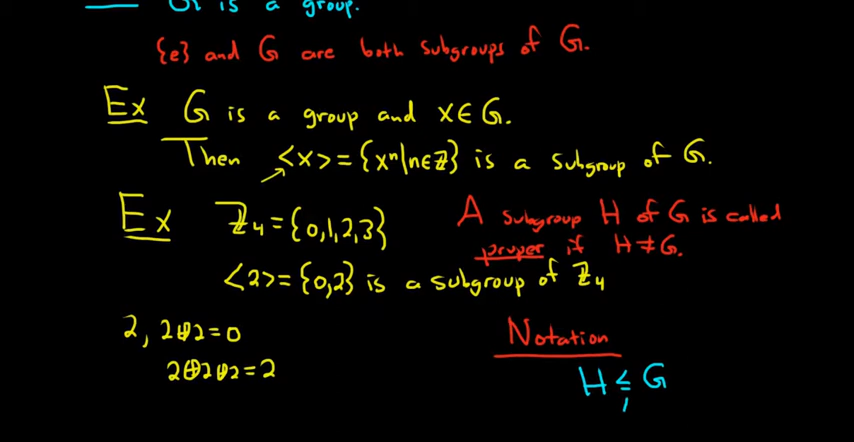 G is a group.
{e} and G are both subgroups of G.
Ex G is a group and x ∈ G.
Then <x> = {xⁿ | n ∈ ℤ} is a subgroup of G.
Ex ℤ₄ = {0, 1, 2, 3}
<2> = {0, 2} is a subgroup of ℤ₄
2, 2 ⊕ 2 = 0
2 ⊕ 2 ⊕ 2 = 2
A subgroup H of G is called
proper if H ≠ G.
Notation
H ≤ G